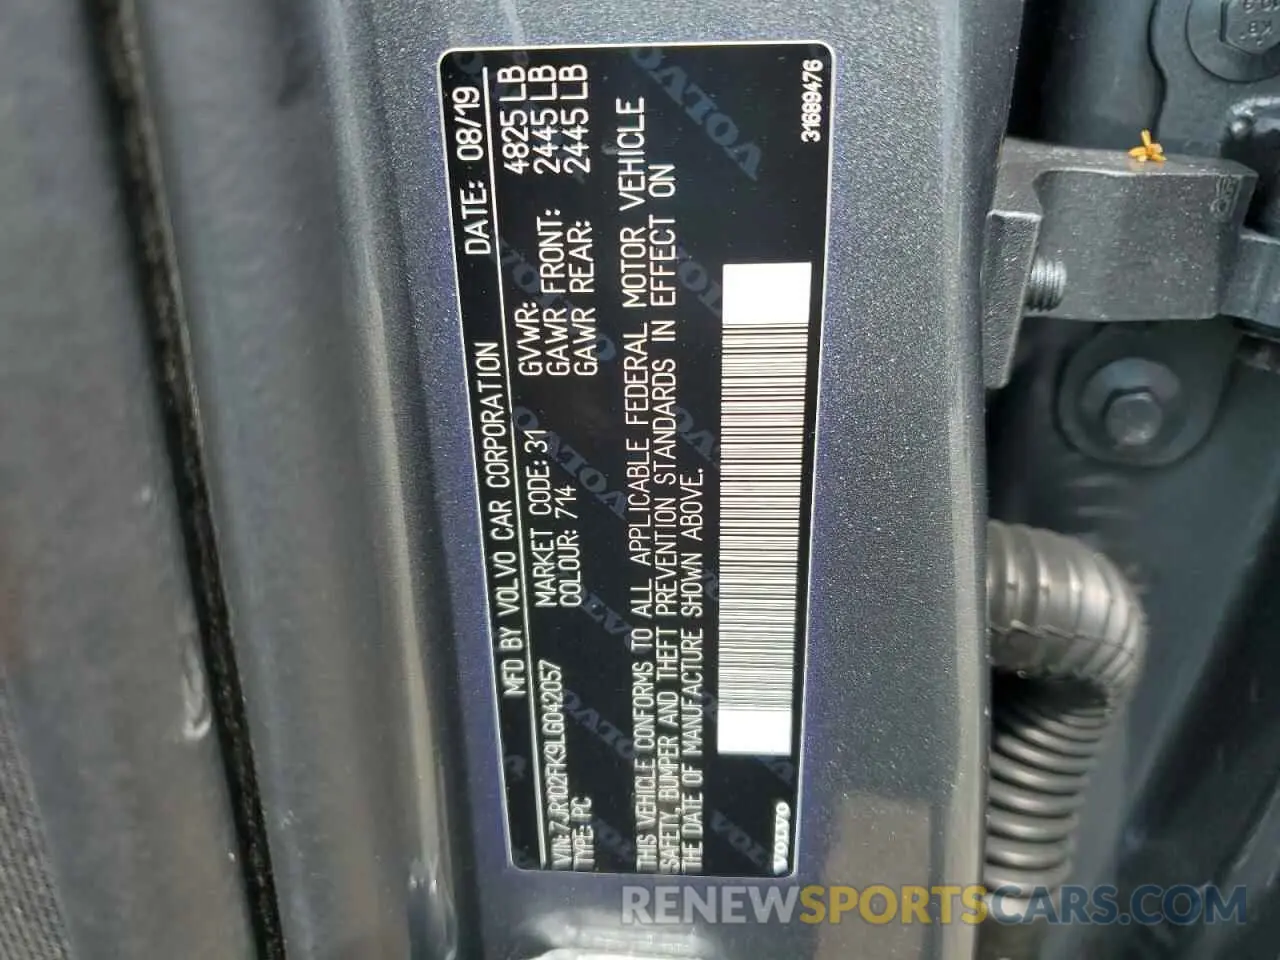 MFD BY VOLVO CAR CORPORATION DATE: 08/19
VIN: 7JR102FK9LG042057 MARKET CODE: 31 GVWR: 4825 LB
TYPE: PC COLOUR: 714 GAWR FRONT: 2445 LB
GAWR REAR: 2445 LB
THIS VEHICLE CONFORMS TO ALL APPLICABLE FEDERAL MOTOR VEHICLE
SAFETY, BUMPER AND THEFT PREVENTION STANDARDS IN EFFECT ON
THE DATE OF MANUFACTURE SHOWN ABOVE.
VOLVO
31689476
RENEWSPORTSCARS.COM